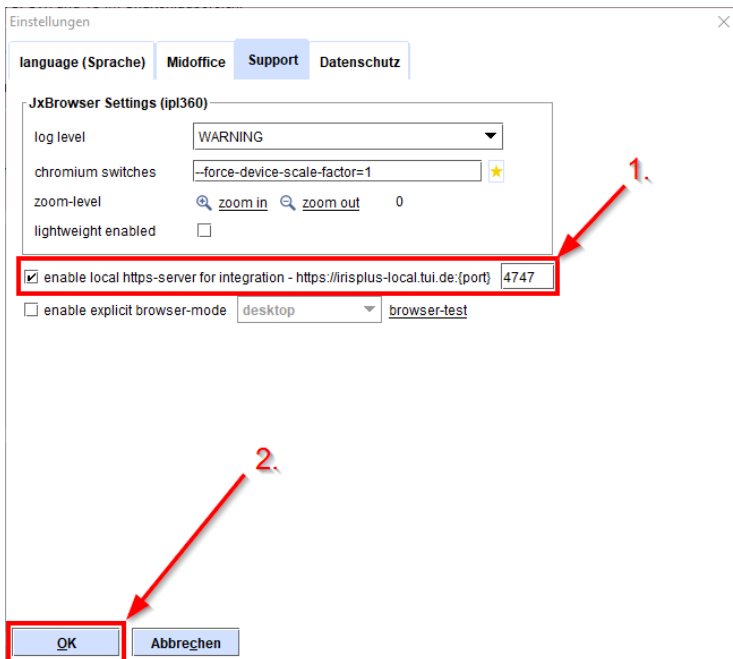 Einstellungen
language (Sprache) Midoffice Support Datenschutz
JxBrowser Settings (ipl360)
log level WARNING
chromium switches --force-device-scale-factor=1
1.
zoom-level zoom in zoom out 0
lightweight enabled
enable local https-server for integration - https://irisplus-local.tui.de:{port} 4747
enable explicit browser-mode desktop browser-test
2.
OK Abbrechen